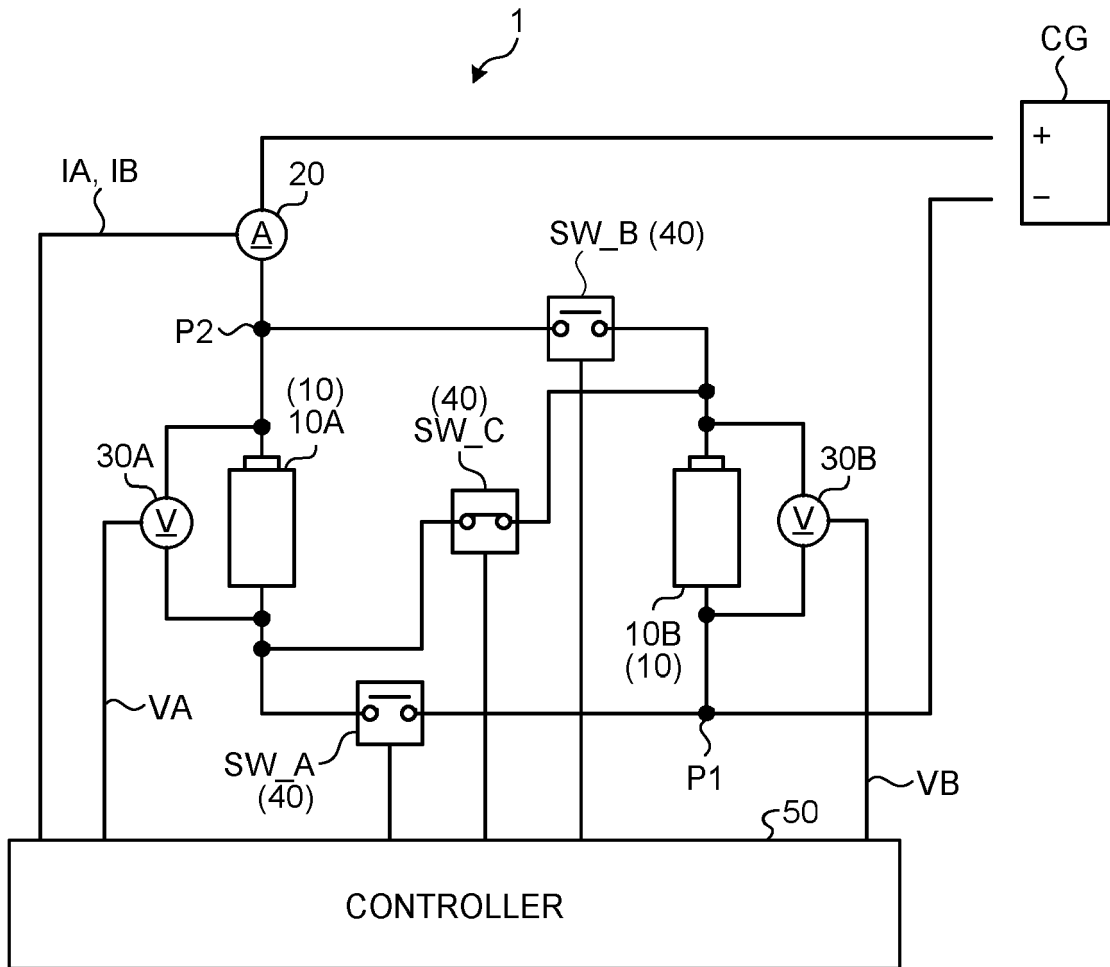 1
CG
+
−
IA, IB
20
A
SW_B (40)
P2
(10)
10A
(40)
SW_C
30A
V
30B
V
10B
(10)
VA
SW_A
(40)
P1
VB
50
CONTROLLER